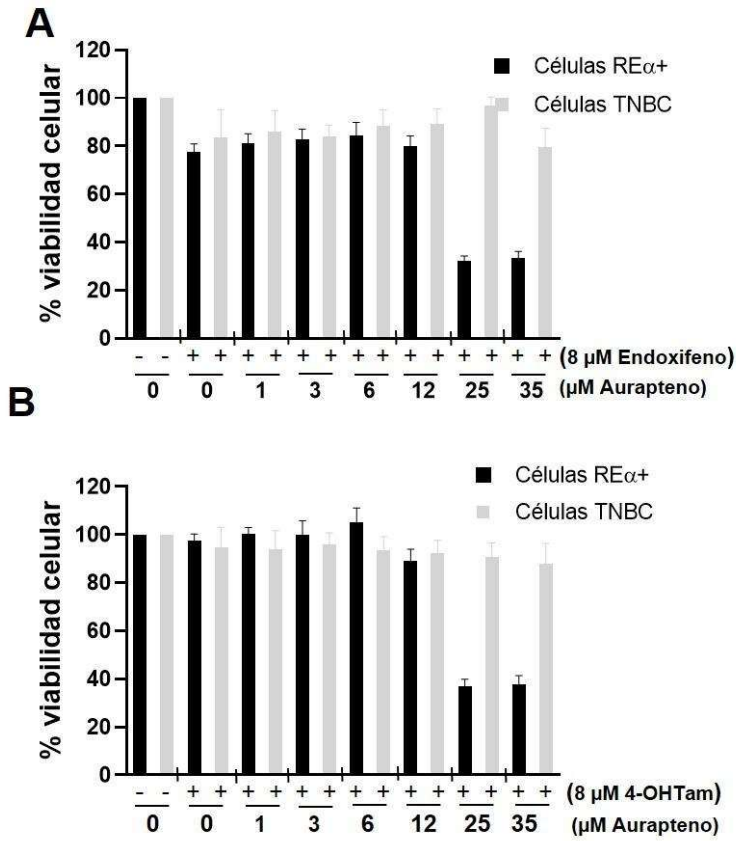 A
120
100
80
60
40
20
0
% viabilidad celular
Células REα+
Células TNBC
- - + + + + + + + + + + + + + + (8 µM Endoxifeno)
0 0 1 3 6 12 25 35 (µM Aurapteno)
B
120
100
80
60
40
20
0
% viabilidad celular
Células REα+
Células TNBC
- - + + + + + + + + + + + + + + (8 µM 4-OHTam)
0 0 1 3 6 12 25 35 (µM Aurapteno)